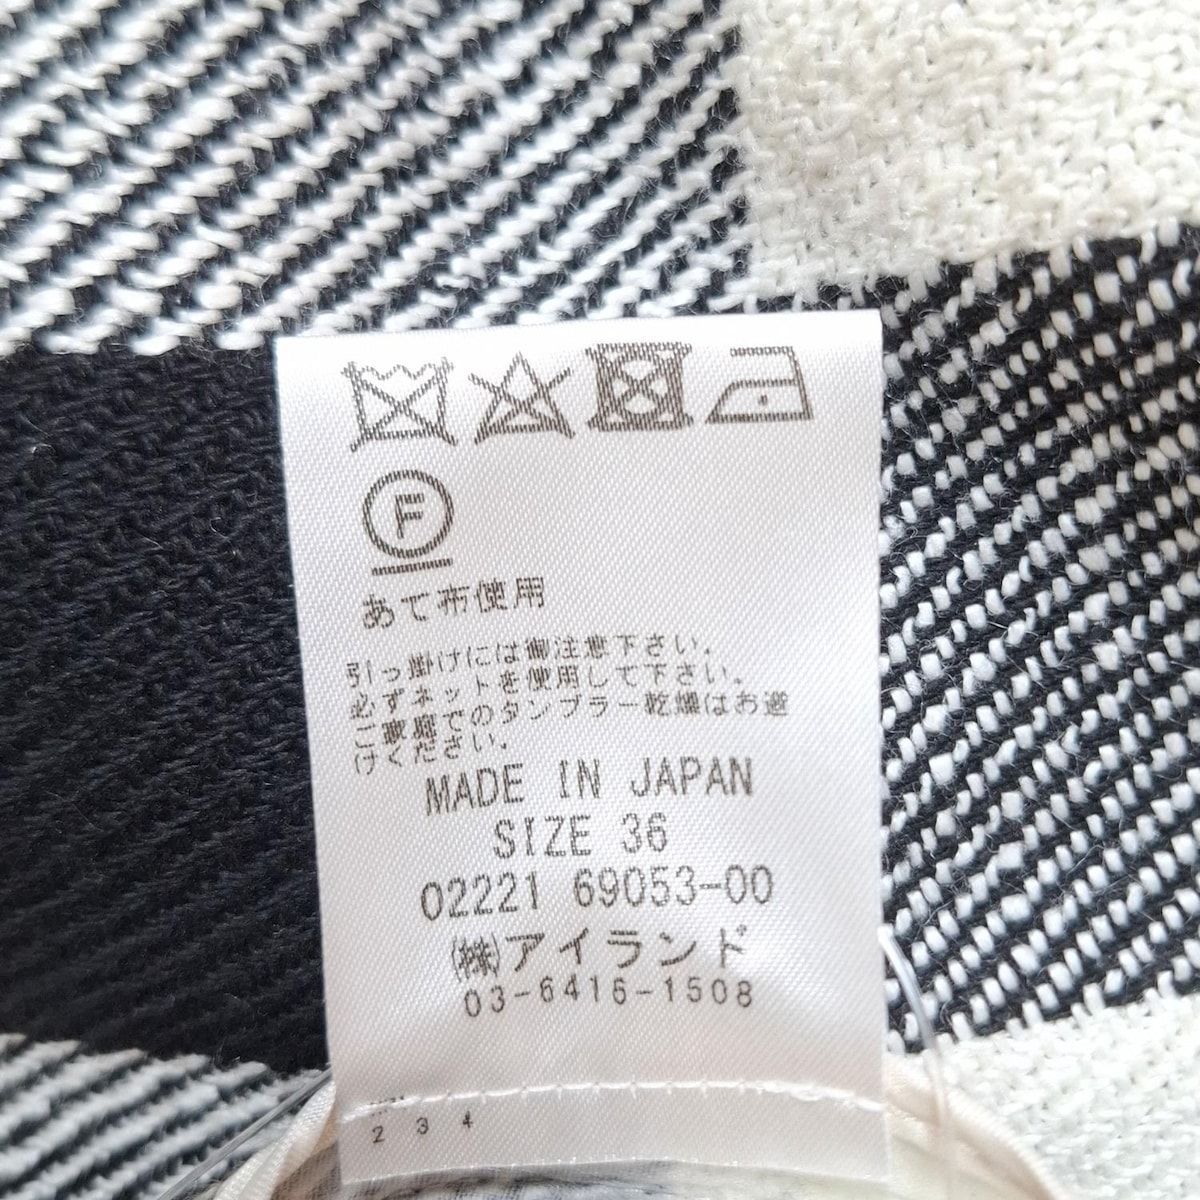 F
あて布使用
引っ掛けには御注意下さい。
必ずネットを使用して下さい。
ご家庭でのタンブラー乾燥はお避
けください。
MADE IN JAPAN
SIZE 36
02221 69053-00
㈱アイランド
03-6416-1508
2 3 4